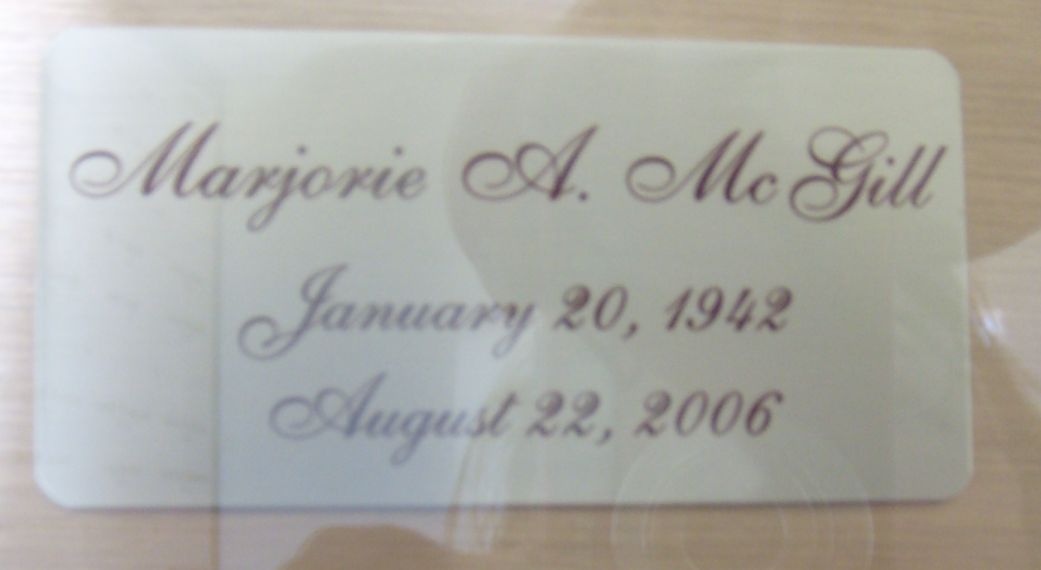 Marjorie A. McGill
January 20, 1942
August 22, 2006